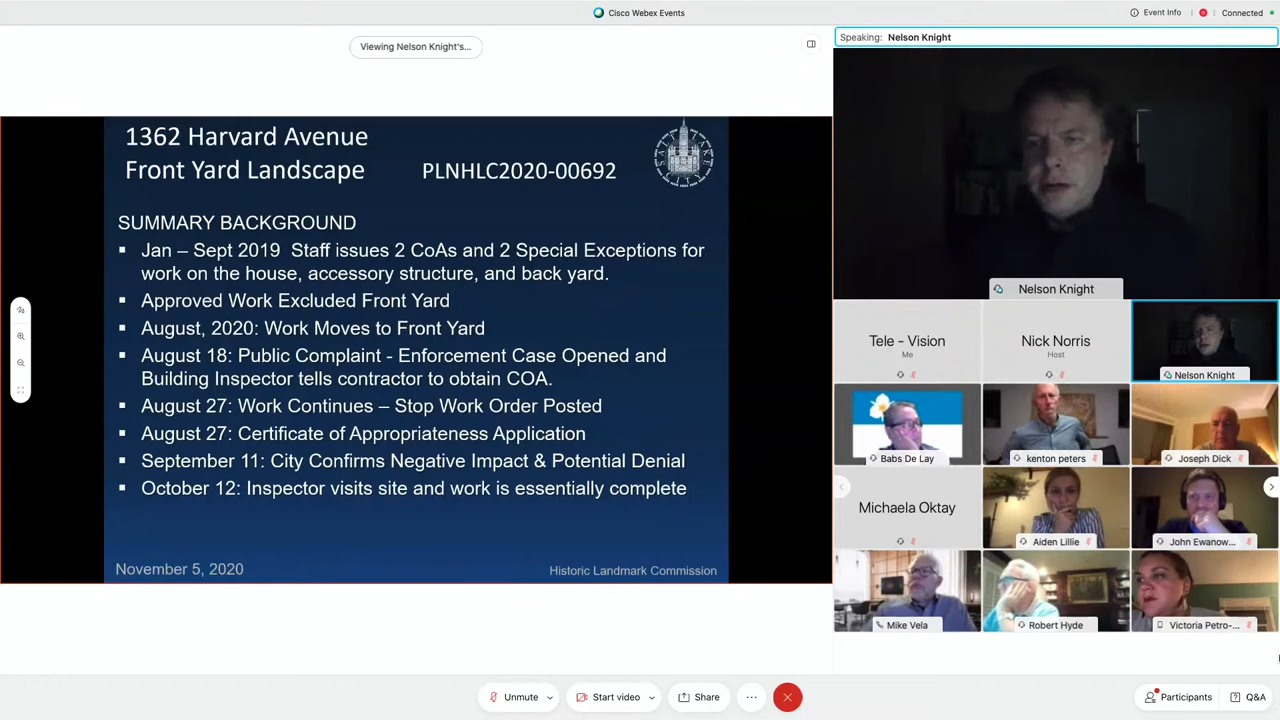 Cisco Webex Events
Event Info
Connected
Viewing Nelson Knight's...
Speaking: Nelson Knight
1362 Harvard Avenue
Front Yard Landscape PLNHLC2020-00692
SUMMARY BACKGROUND
Jan – Sept 2019 Staff issues 2 CoAs and 2 Special Exceptions for
work on the house, accessory structure, and back yard.
Approved Work Excluded Front Yard
August, 2020: Work Moves to Front Yard
August 18: Public Complaint - Enforcement Case Opened and
Building Inspector tells contractor to obtain COA.
August 27: Work Continues – Stop Work Order Posted
August 27: Certificate of Appropriateness Application
September 11: City Confirms Negative Impact & Potential Denial
October 12: Inspector visits site and work is essentially complete
November 5, 2020
Historic Landmark Commission
Nelson Knight
Tele - Vision
Me
Nick Norris
Host
Nelson Knight
Babs De Lay
kenton peters
Joseph Dick
Michaela Oktay
Aiden Lillie
John Ewanow...
Mike Vela
Robert Hyde
Victoria Petro-...
Unmute
Start video
Share
Participants
Q&A